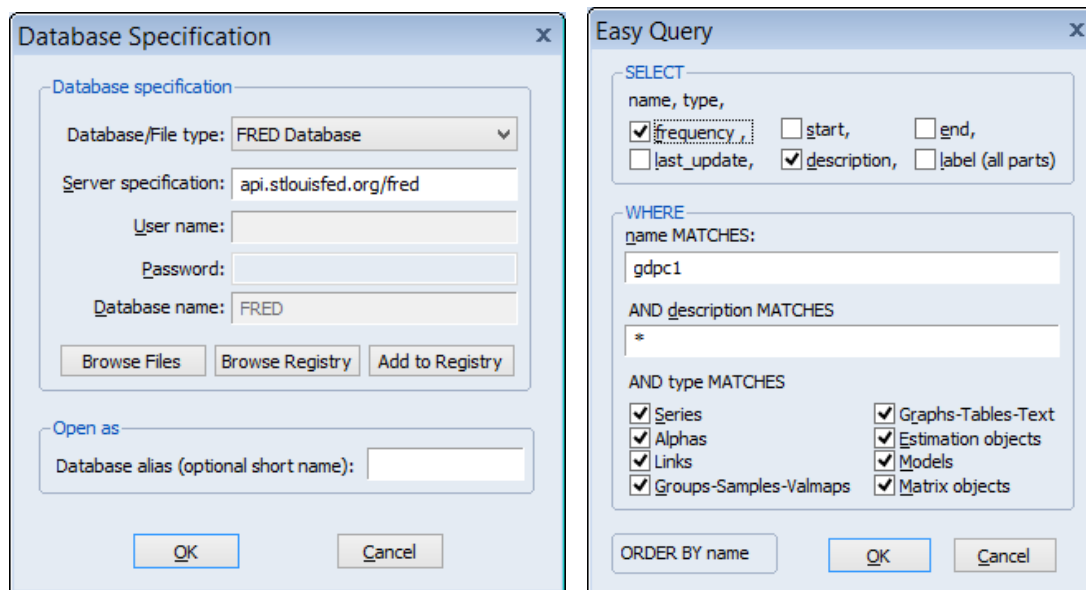 Database Specification
x
Database specification
Database/File type: FRED Database
Server specification: api.stlouisfed.org/fred
User name:
Password:
Database name: FRED
Browse Files Browse Registry Add to Registry
Open as
Database alias (optional short name):
OK Cancel
Easy Query
x
SELECT
name, type,
frequency , start, end,
last_update, description, label (all parts)
WHERE
name MATCHES:
gdpc1
AND description MATCHES
*
AND type MATCHES
Series Graphs-Tables-Text
Alphas Estimation objects
Links Models
Groups-Samples-Valmaps Matrix objects
ORDER BY name OK Cancel